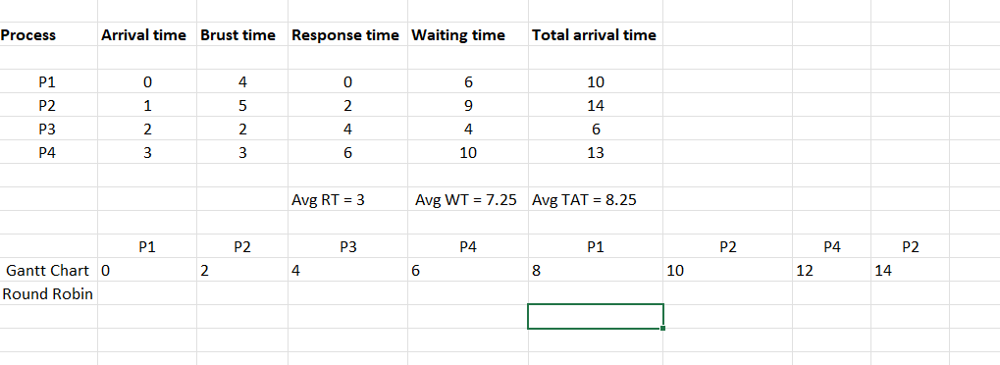 Process Arrival time Brust time Response time Waiting time Total arrival time
P1 0 4 0 6 10
P2 1 5 2 9 14
P3 2 2 4 4 6
P4 3 3 6 10 13
Avg RT = 3 Avg WT = 7.25 Avg TAT = 8.25
P1 P2 P3 P4 P1 P2 P4 P2
Gantt Chart 0 2 4 6 8 10 12 14
Round Robin